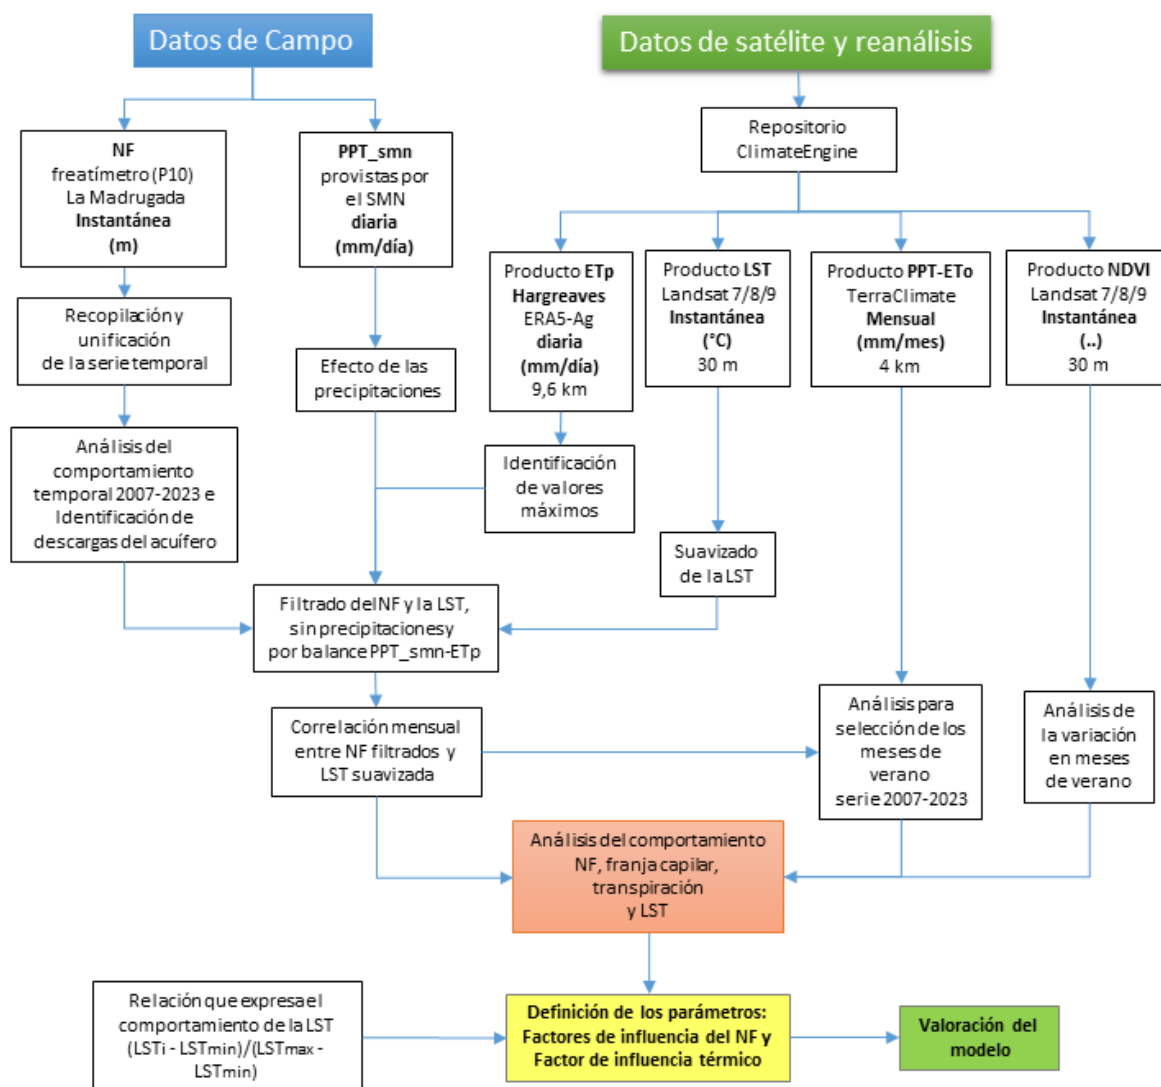 Datos de Campo
Datos de satélite y reanálisis
Repositorio
ClimateEngine
NF
freatímetro (P10)
La Madrugada
Instantánea
(m)
PPT_smn
provistas por
el SMN
diaria
(mm/día)
Producto ETp
Hargreaves
ERA5-Ag
diaria
(mm/día)
9,6 km
Producto LST
Landsat 7/8/9
Instantánea
(°C)
30 m
Producto PPT-ETo
TerraClimate
Mensual
(mm/mes)
4 km
Producto NDVI
Landsat 7/8/9
Instantánea
(..)
30 m
Recopilación y
unificación
de la serie temporal
Efecto de las
precipitaciones
Análisis del
comportamiento
temporal 2007-2023 e
Identificación de
descargas del acuífero
Identificación
de valores
máximos
Suavizado
de la LST
Filtrado del NF y la LST,
sin precipitaciones y
por balance PPT_smn-ETp
Correlación mensual
entre NF filtrados y
LST suavizada
Análisis para
selección de los
meses de
verano
serie 2007-2023
Análisis de
la variación
en meses
de verano
Análisis del comportamiento
NF, franja capilar,
transpiración
y LST
Relación que expresa el
comportamiento de la LST
(LSTi - LSTmin)/(LSTmax -
LSTmin)
Definición de los parámetros:
Factores de influencia del NF y
Factor de influencia térmico
Valoración del
modelo